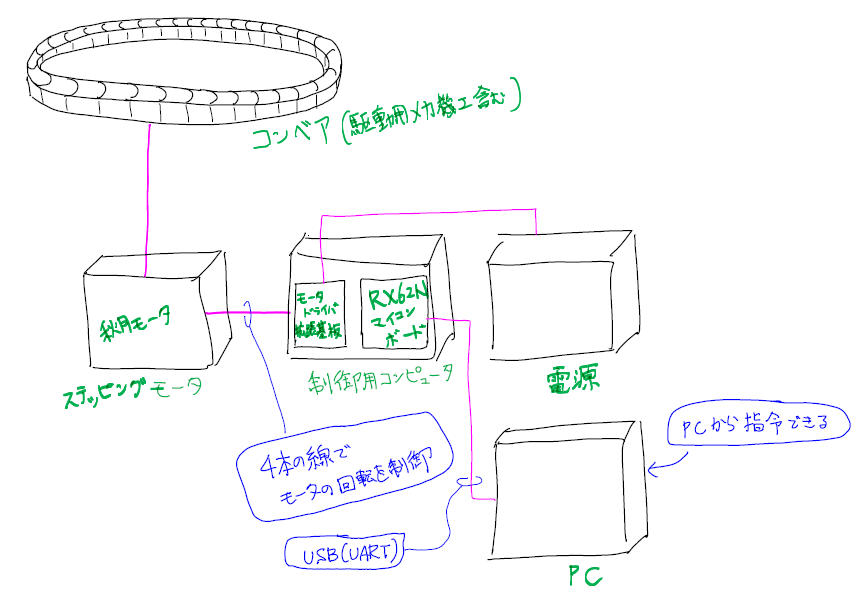 コンベア(駆動用メカ機工含む)
秋月モータ
ステッピングモータ
モータ
ドライバ
拡張基板
RX62N
マイコン
ボード
制御用コンピュータ
電源
4本の線で
モータの回転を制御
PCから指令できる
USB(UART)
PC